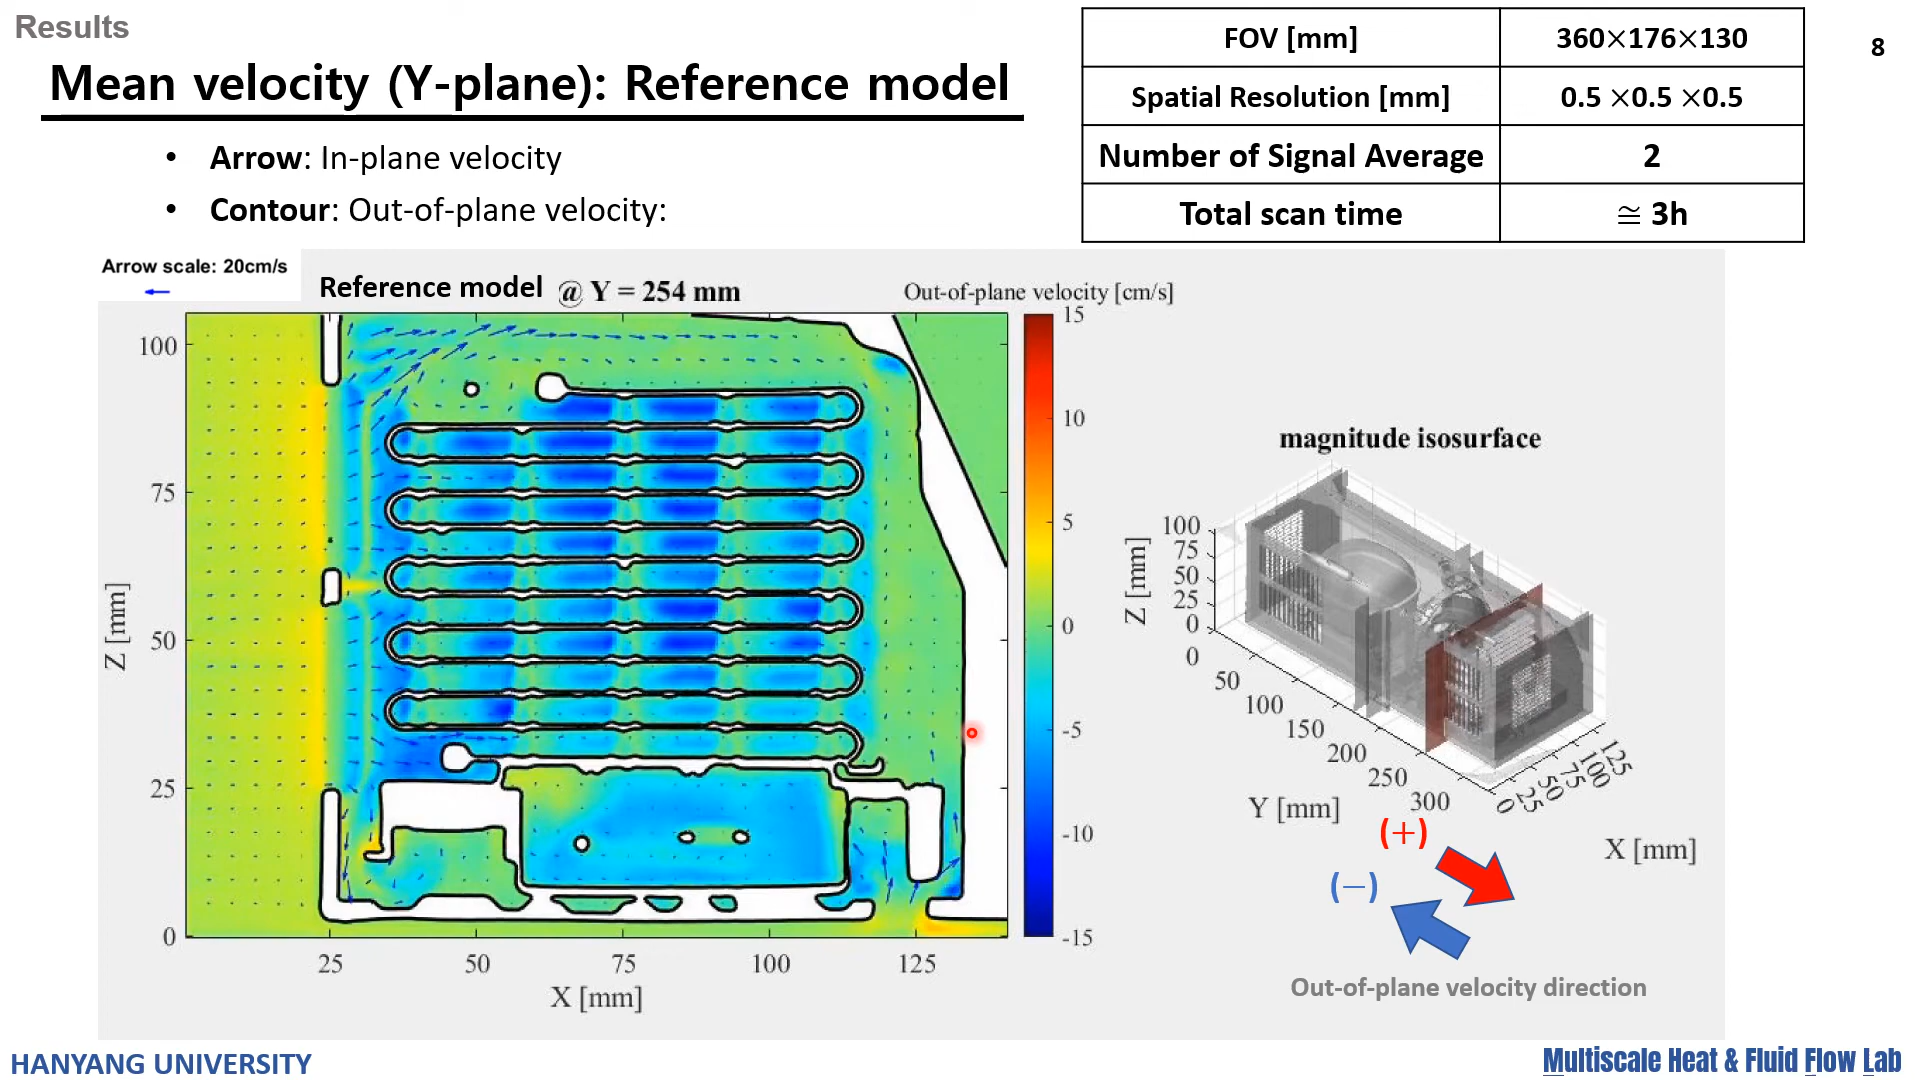 Results
8
Mean velocity (Y-plane): Reference model
FOV [mm] 360×176×130
Spatial Resolution [mm] 0.5 ×0.5 ×0.5
Number of Signal Average 2
Total scan time ≅ 3h
• Arrow: In-plane velocity
• Contour: Out-of-plane velocity:
Arrow scale: 20cm/s
Reference model @ Y = 254 mm
Out-of-plane velocity [cm/s]
100
75
50
25
0
Z [mm]
25 50 75 100 125
X [mm]
15
10
5
0
-5
-10
-15
magnitude isosurface
100
75
50
25
0
Z [mm]
0
50
100
150
200
250
300
Y [mm]
0
25
50
75
100
125
X [mm]
(+)
(−)
Out-of-plane velocity direction
HANYANG UNIVERSITY
Multiscale Heat & Fluid Flow Lab